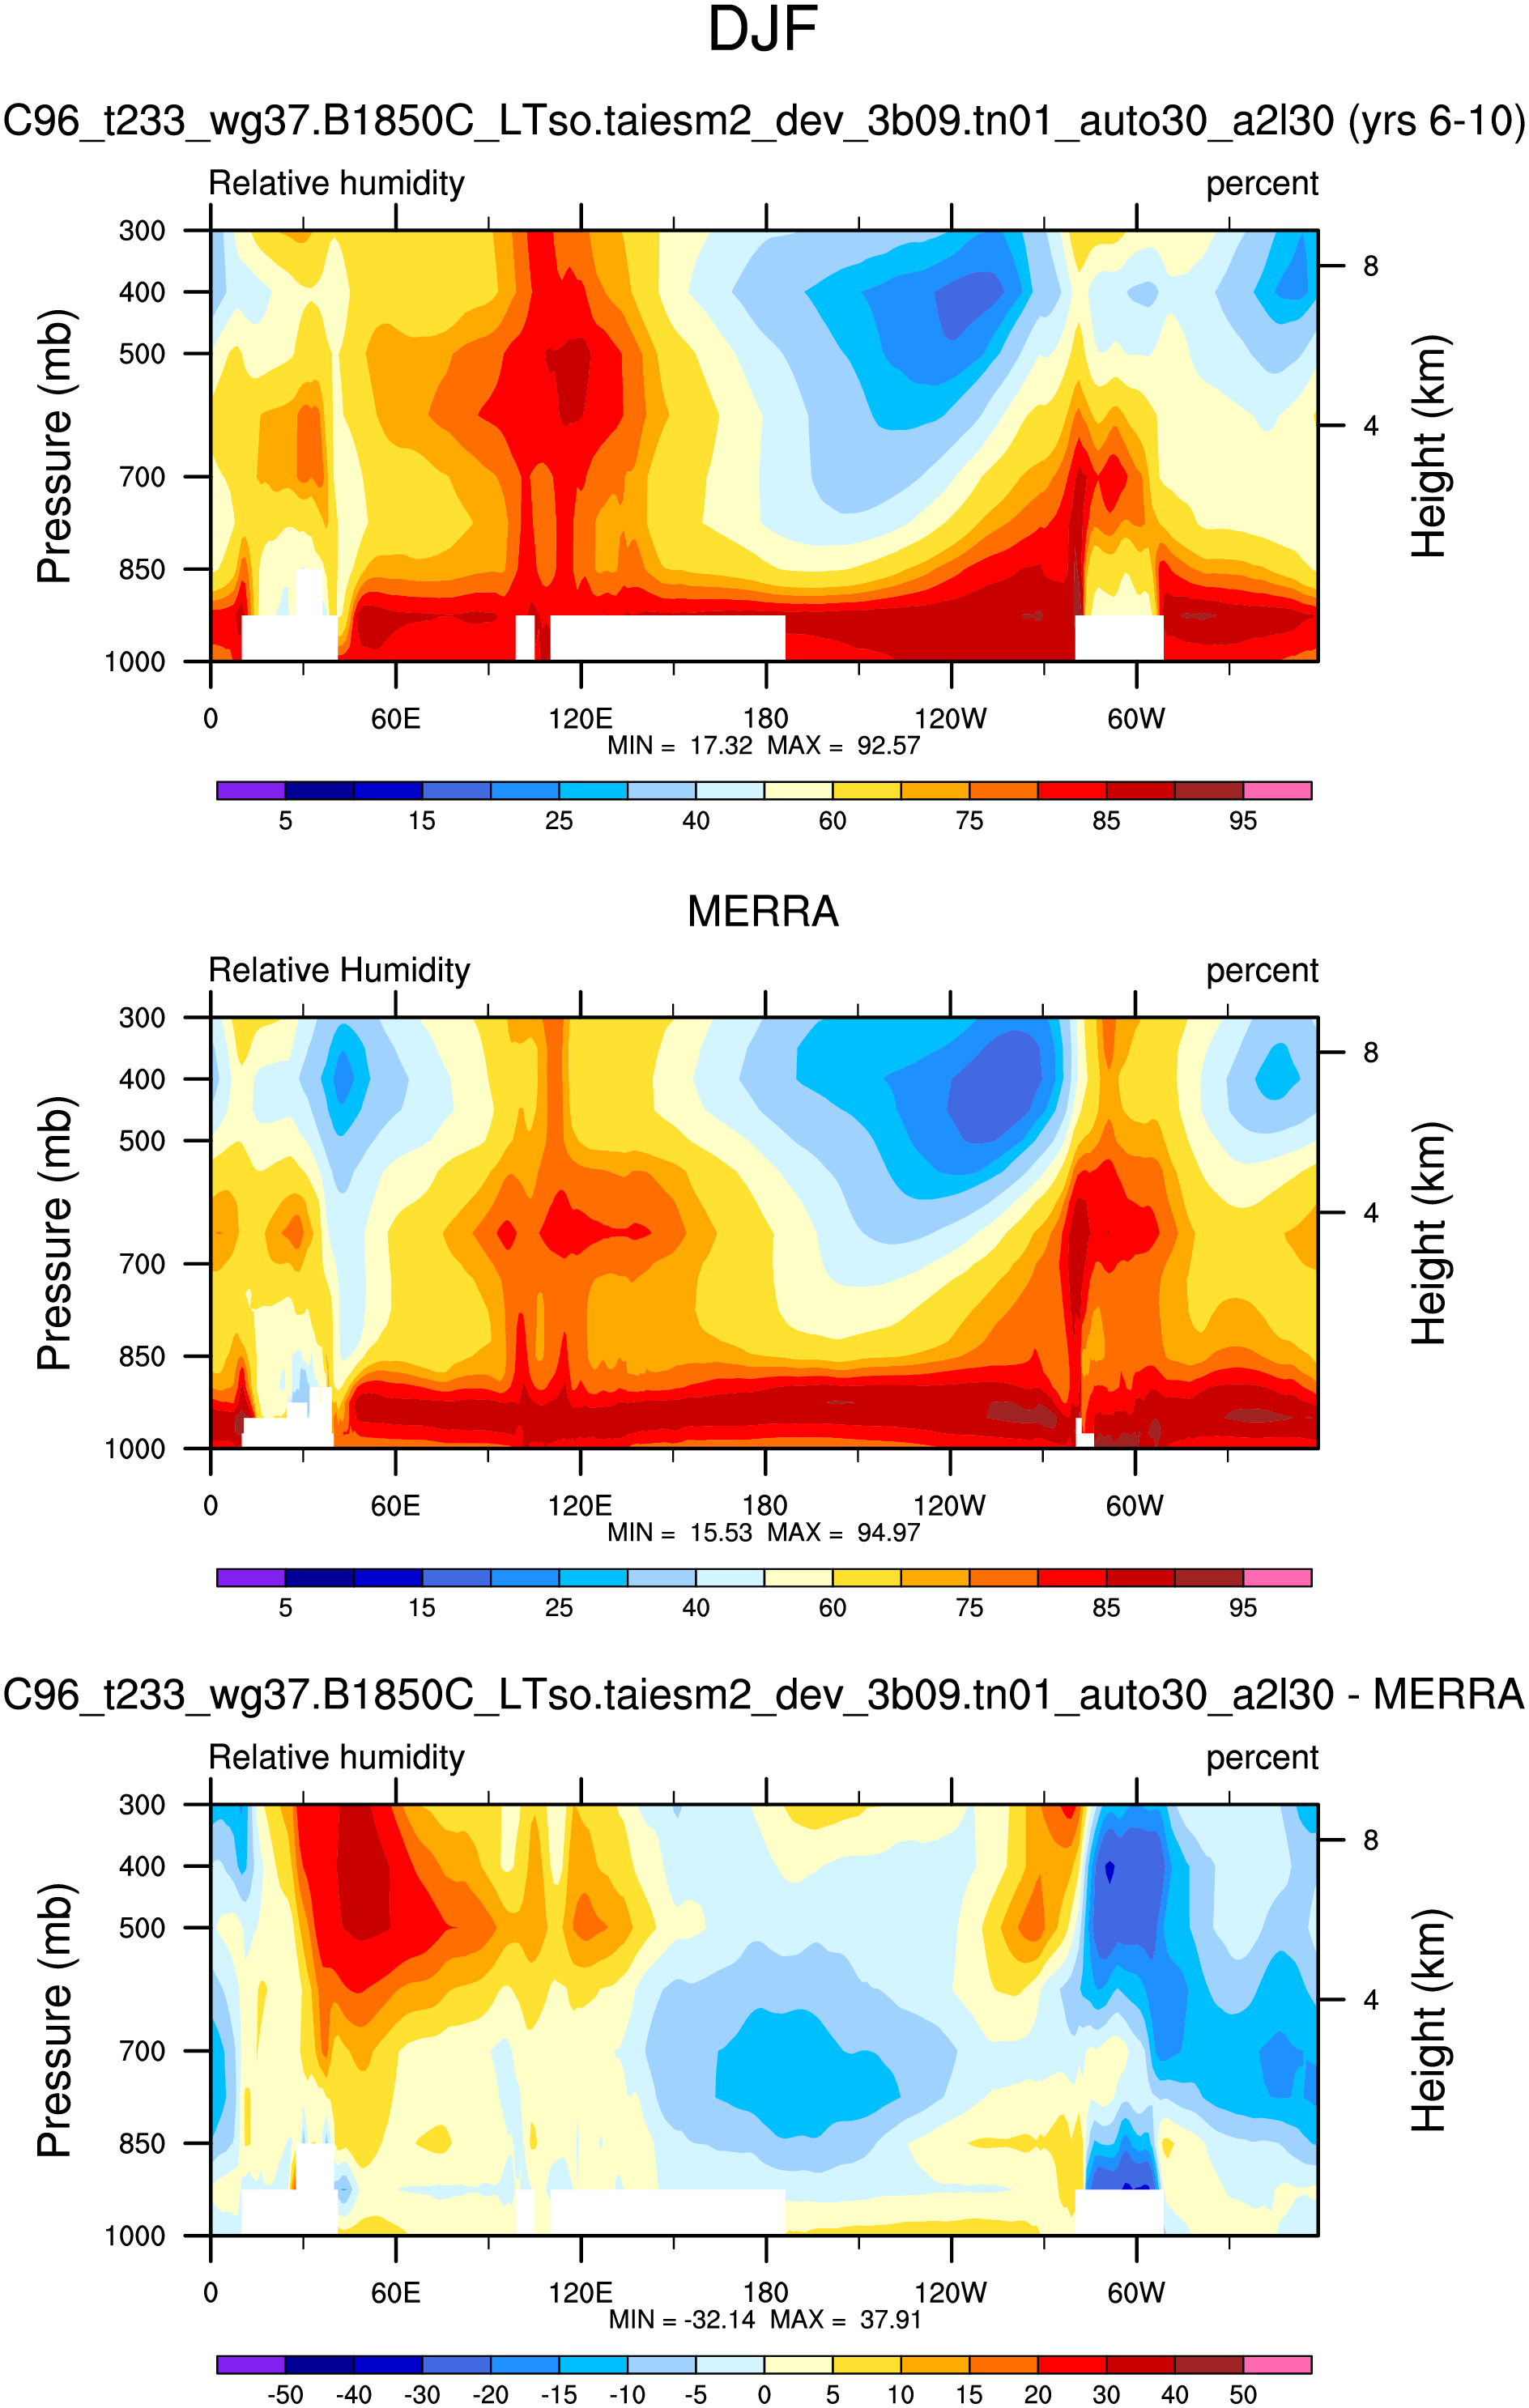 DJF
C96_t233_wg37.B1850C_LTso.taiesm2_dev_3b09.tn01_auto30_a2l30 (yrs 6-10)
Relative humidity percent
Pressure (mb)
300
400
500
700
850
1000
8
4
Height (km)
0 60E 120E 180 120W 60W
MIN = 17.32 MAX = 92.57
5 15 25 40 60 75 85 95
MERRA
Relative Humidity percent
Pressure (mb)
300
400
500
700
850
1000
8
4
Height (km)
0 60E 120E 180 120W 60W
MIN = 15.53 MAX = 94.97
5 15 25 40 60 75 85 95
C96_t233_wg37.B1850C_LTso.taiesm2_dev_3b09.tn01_auto30_a2l30 - MERRA
Relative humidity percent
Pressure (mb)
300
400
500
700
850
1000
8
4
Height (km)
0 60E 120E 180 120W 60W
MIN = -32.14 MAX = 37.91
-50 -40 -30 -20 -15 -10 -5 0 5 10 15 20 30 40 50